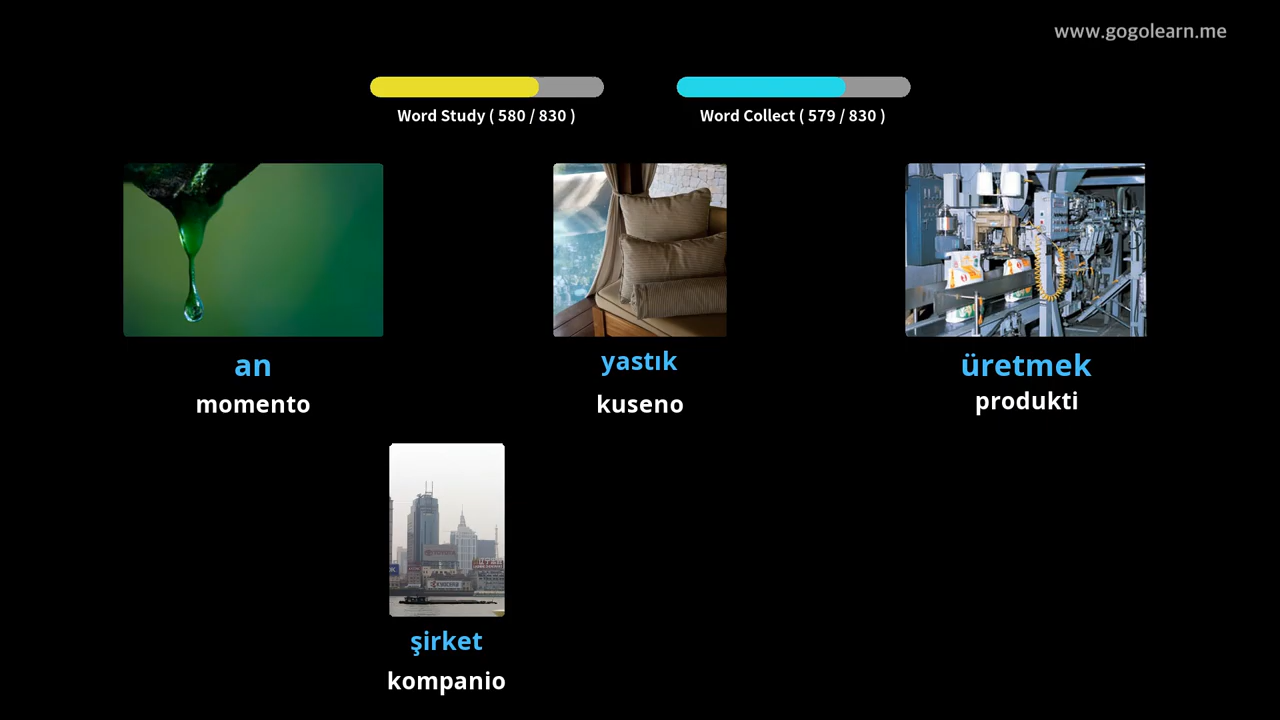 www.gogolearn.me
Word Study ( 580 / 830 )
Word Collect ( 579 / 830 )
an
momento
yastık
kuseno
üretmek
produkti
TOYOTA
şirket
kompanio